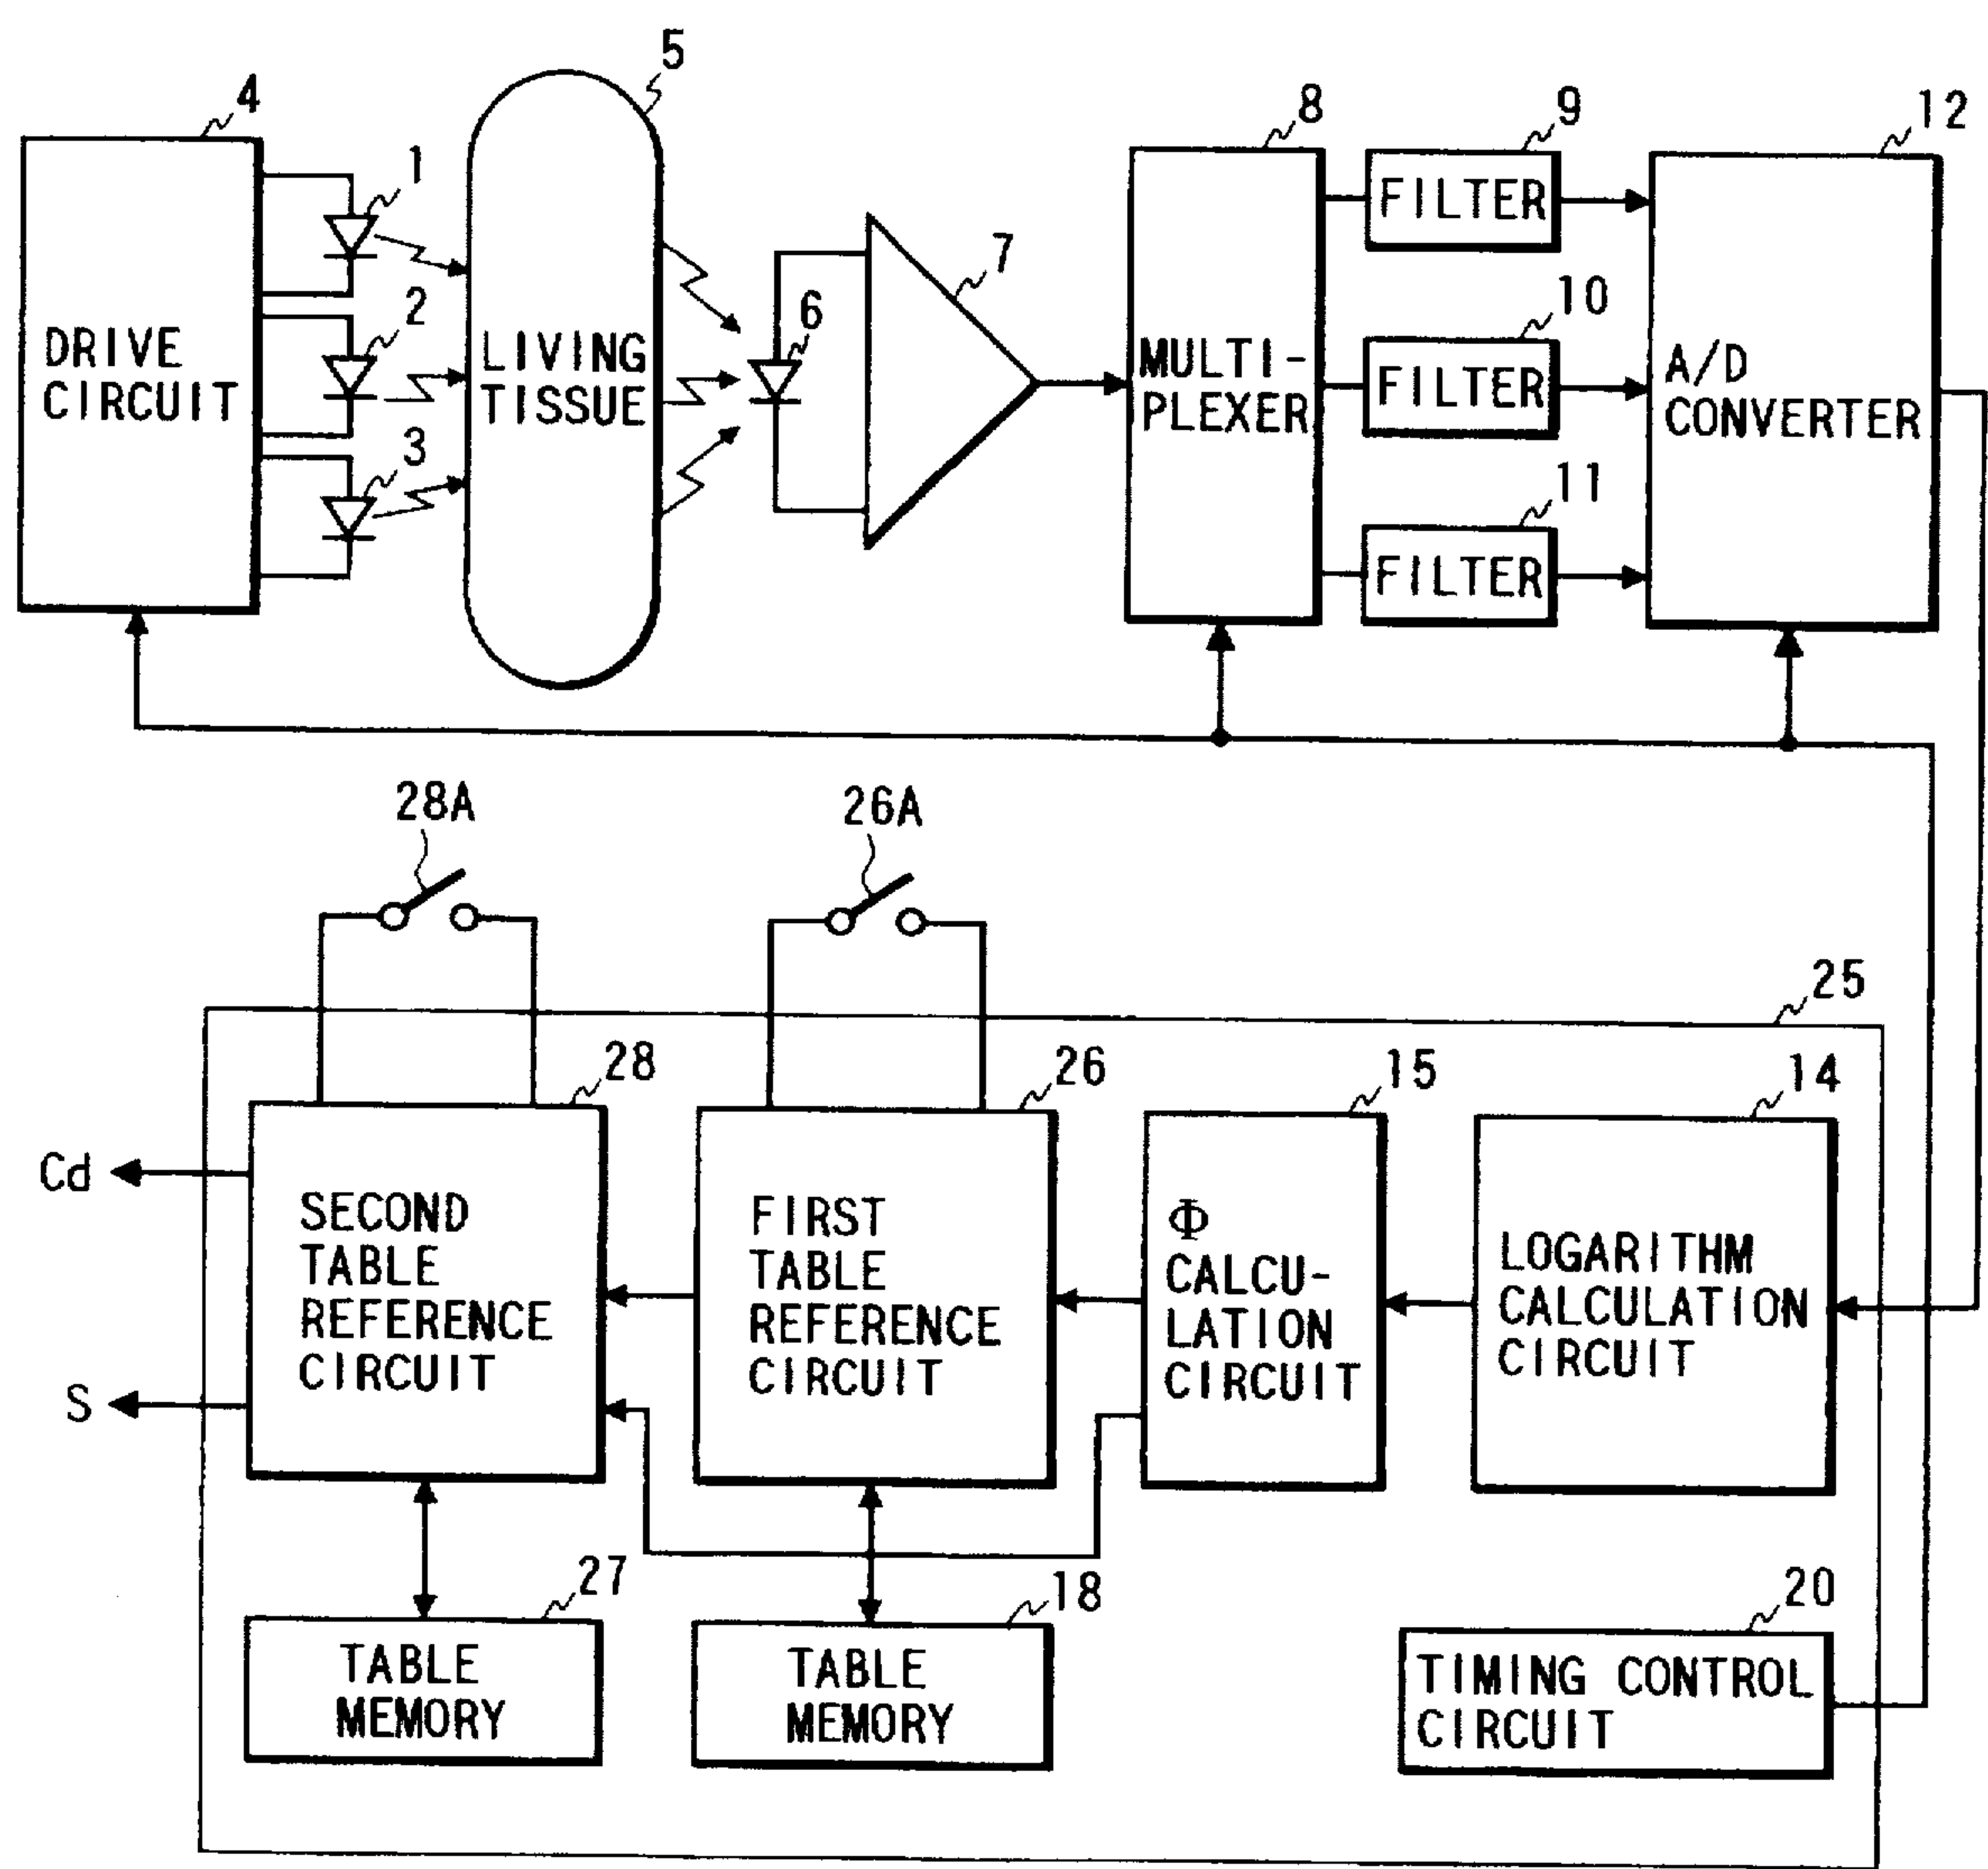 5
4
8
9
12
1
FILTER
7
6
10
2
DRIVE
CIRCUIT
LIVING
TISSUE
MULTI-
PLEXER
FILTER
A/D
CONVERTER
3
11
FILTER
28A
26A
25
28
26
15
14
Cd
S
SECOND
TABLE
REFERENCE
CIRCUIT
FIRST
TABLE
REFERENCE
CIRCUIT
Φ
CALCU-
LATION
CIRCUIT
LOGARITHM
CALCULATION
CIRCUIT
27
18
20
TABLE
MEMORY
TABLE
MEMORY
TIMING CONTROL
CIRCUIT